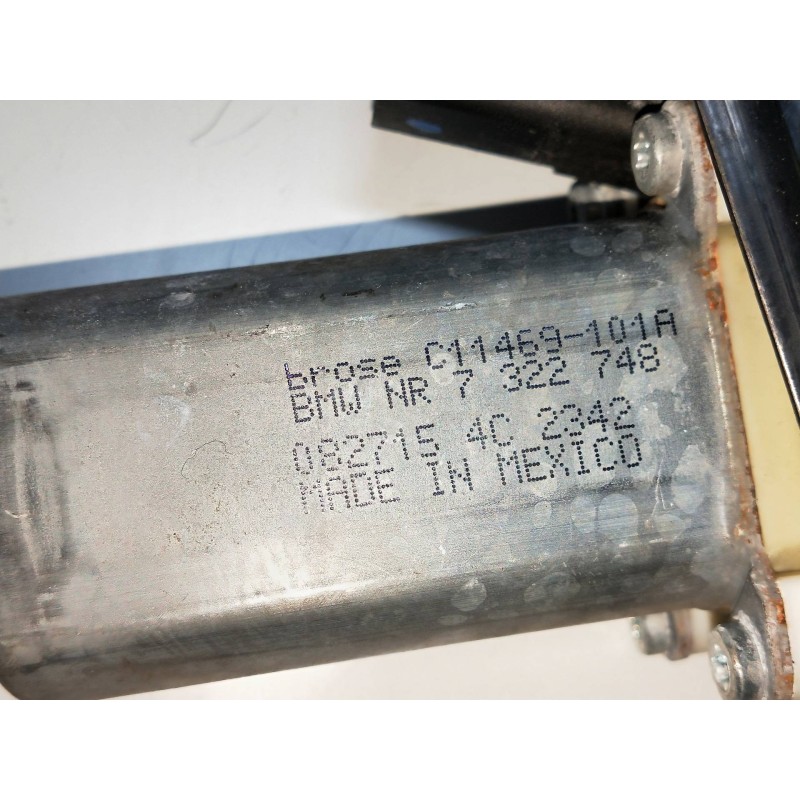 brose C11469-101A
BMW NR 7 322 748
082715 4C 2342
MADE IN MEXICO